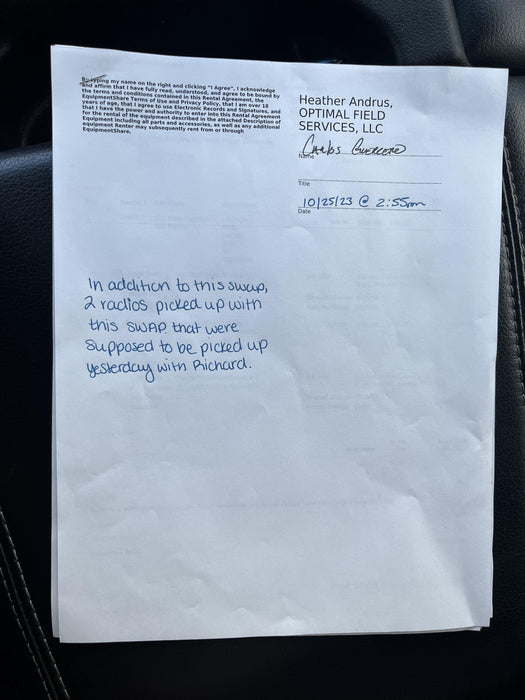 By typing my name on the right and clicking "I Agree", I acknowledge
and affirm that I have fully read, understood, and agree to be bound by
the terms and conditions contained in this Rental Agreement, the
EquipmentShare Terms of Use and Privacy Policy, that I am over 18
years of age, that I agree to use Electronic Records and Signatures, and
that I have the power and authority to enter into this Rental Agreement
for the rental of the equipment described in the attached Description of
Equipment including all parts and accessories, as well as any additional
equipment Renter may subsequently rent from or through
EquipmentShare.
Heather Andrus,
OPTIMAL FIELD
SERVICES, LLC
Carlos Guerrero
Name
Title
10/25/23 @ 2:55pm
Date
In addition to this swap,
2 radios picked up with
this SWAP that were
supposed to be picked up
yesterday with Richard.